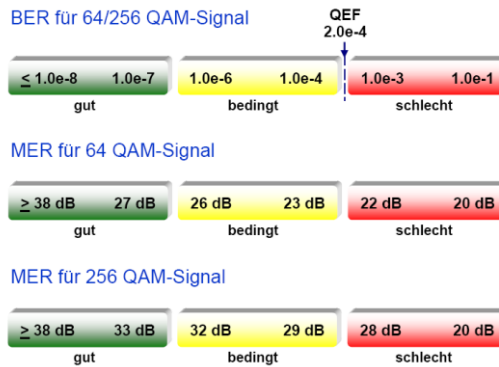 BER für 64/256 QAM-Signal
QEF
2.0e-4
≤ 1.0e-8 1.0e-7 1.0e-6 1.0e-4 1.0e-3 1.0e-1
gut bedingt schlecht
MER für 64 QAM-Signal
≥ 38 dB 27 dB 26 dB 23 dB 22 dB 20 dB
gut bedingt schlecht
MER für 256 QAM-Signal
≥ 38 dB 33 dB 32 dB 29 dB 28 dB 20 dB
gut bedingt schlecht